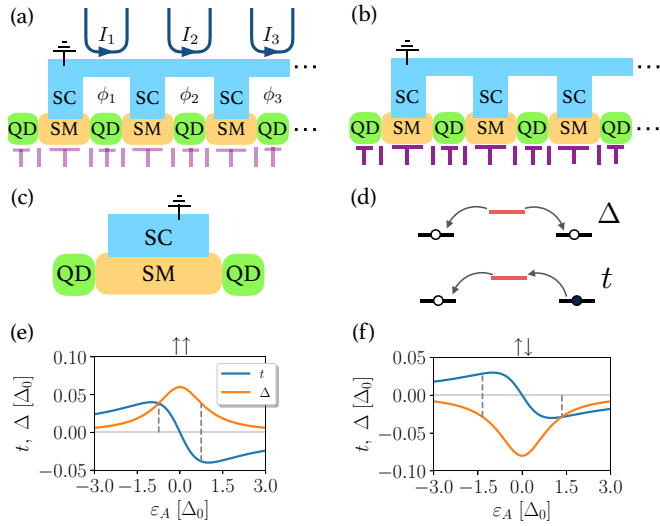 (a)
I₁ I₂ I₃
SC ϕ₁ SC ϕ₂ SC ϕ₃ ···
QD SM QD SM QD SM QD ···
(b)
SC SC SC ···
QD SM QD SM QD SM QD ···
(c)
SC
QD SM QD
(d)
Δ
t
(e)
↑↑
t, Δ [Δ₀]
0.10
0.05
0.00
−0.05
t
Δ
−3.0 −1.5 0.0 1.5 3.0
ε_A [Δ₀]
(f)
↑↓
t, Δ [Δ₀]
0.05
0.00
−0.05
−0.10
−3.0 −1.5 0.0 1.5 3.0
ε_A [Δ₀]